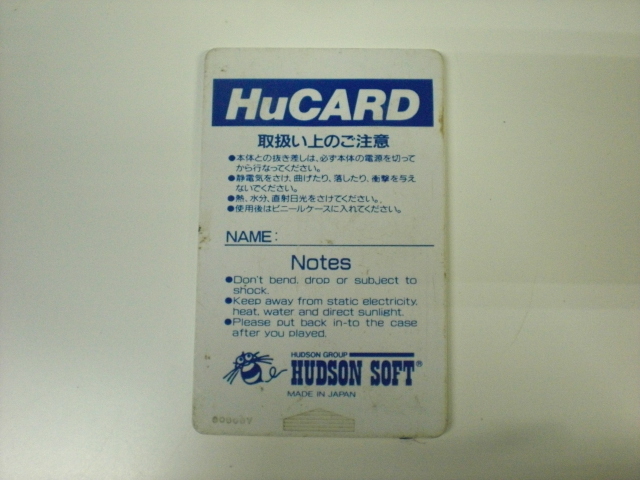 HuCARD
取扱い上のご注意
●本体との抜き差しは、必ず本体の電源を切って
から行なってください。
●静電気をさけ、曲げたり、落したり、衝撃を与え
ないでください。
●熱、水分、直射日光をさけてください。
●使用後はビニールケースに入れてください。
NAME:
Notes
●Don't bend, drop or subject to
shock.
●Keep away from static electricity,
heat, water and direct sunlight.
●Please put back in-to the case
after you played.
HUDSON GROUP
HUDSON SOFT®
MADE IN JAPAN